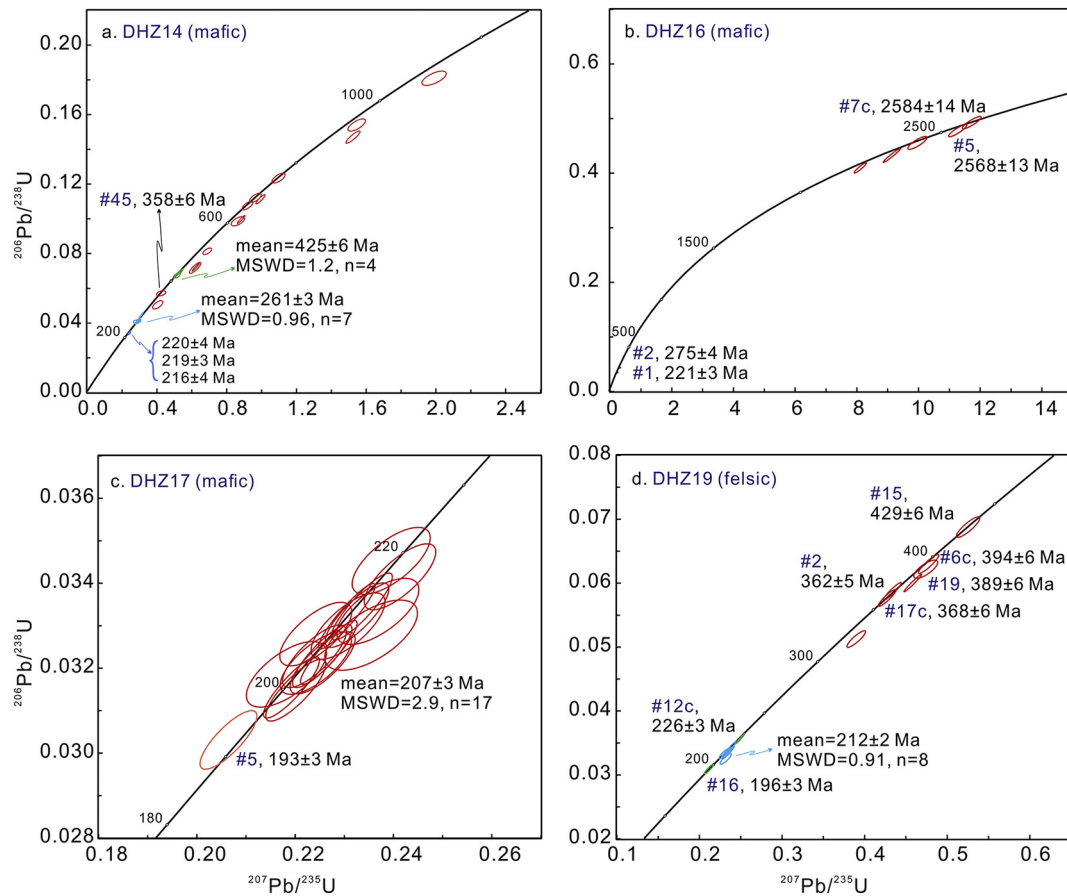 a. DHZ14 (mafic)
0.20
0.16
0.12
0.08
0.04
0.00
²⁰⁶Pb/²³⁸U
1000
600
200
#45, 358±6 Ma
mean=425±6 Ma
MSWD=1.2, n=4
mean=261±3 Ma
MSWD=0.96, n=7
220±4 Ma
219±3 Ma
216±4 Ma
0.0 0.4 0.8 1.2 1.6 2.0 2.4
b. DHZ16 (mafic)
0.6
0.4
0.2
0.0
2500
1500
500
#7c, 2584±14 Ma
#5,
2568±13 Ma
#2, 275±4 Ma
#1, 221±3 Ma
0 2 4 6 8 10 12 14
c. DHZ17 (mafic)
0.036
0.034
0.032
0.030
0.028
²⁰⁶Pb/²³⁸U
220
200
180
mean=207±3 Ma
MSWD=2.9, n=17
#5, 193±3 Ma
0.18 0.20 0.22 0.24 0.26
²⁰⁷Pb/²³⁵U
d. DHZ19 (felsic)
0.08
0.07
0.06
0.05
0.04
0.03
0.02
#15,
429±6 Ma
400
#6c, 394±6 Ma
#2,
362±5 Ma
#19, 389±6 Ma
#17c, 368±6 Ma
300
#12c,
226±3 Ma
mean=212±2 Ma
MSWD=0.91, n=8
200
#16, 196±3 Ma
0.1 0.2 0.3 0.4 0.5 0.6
²⁰⁷Pb/²³⁵U